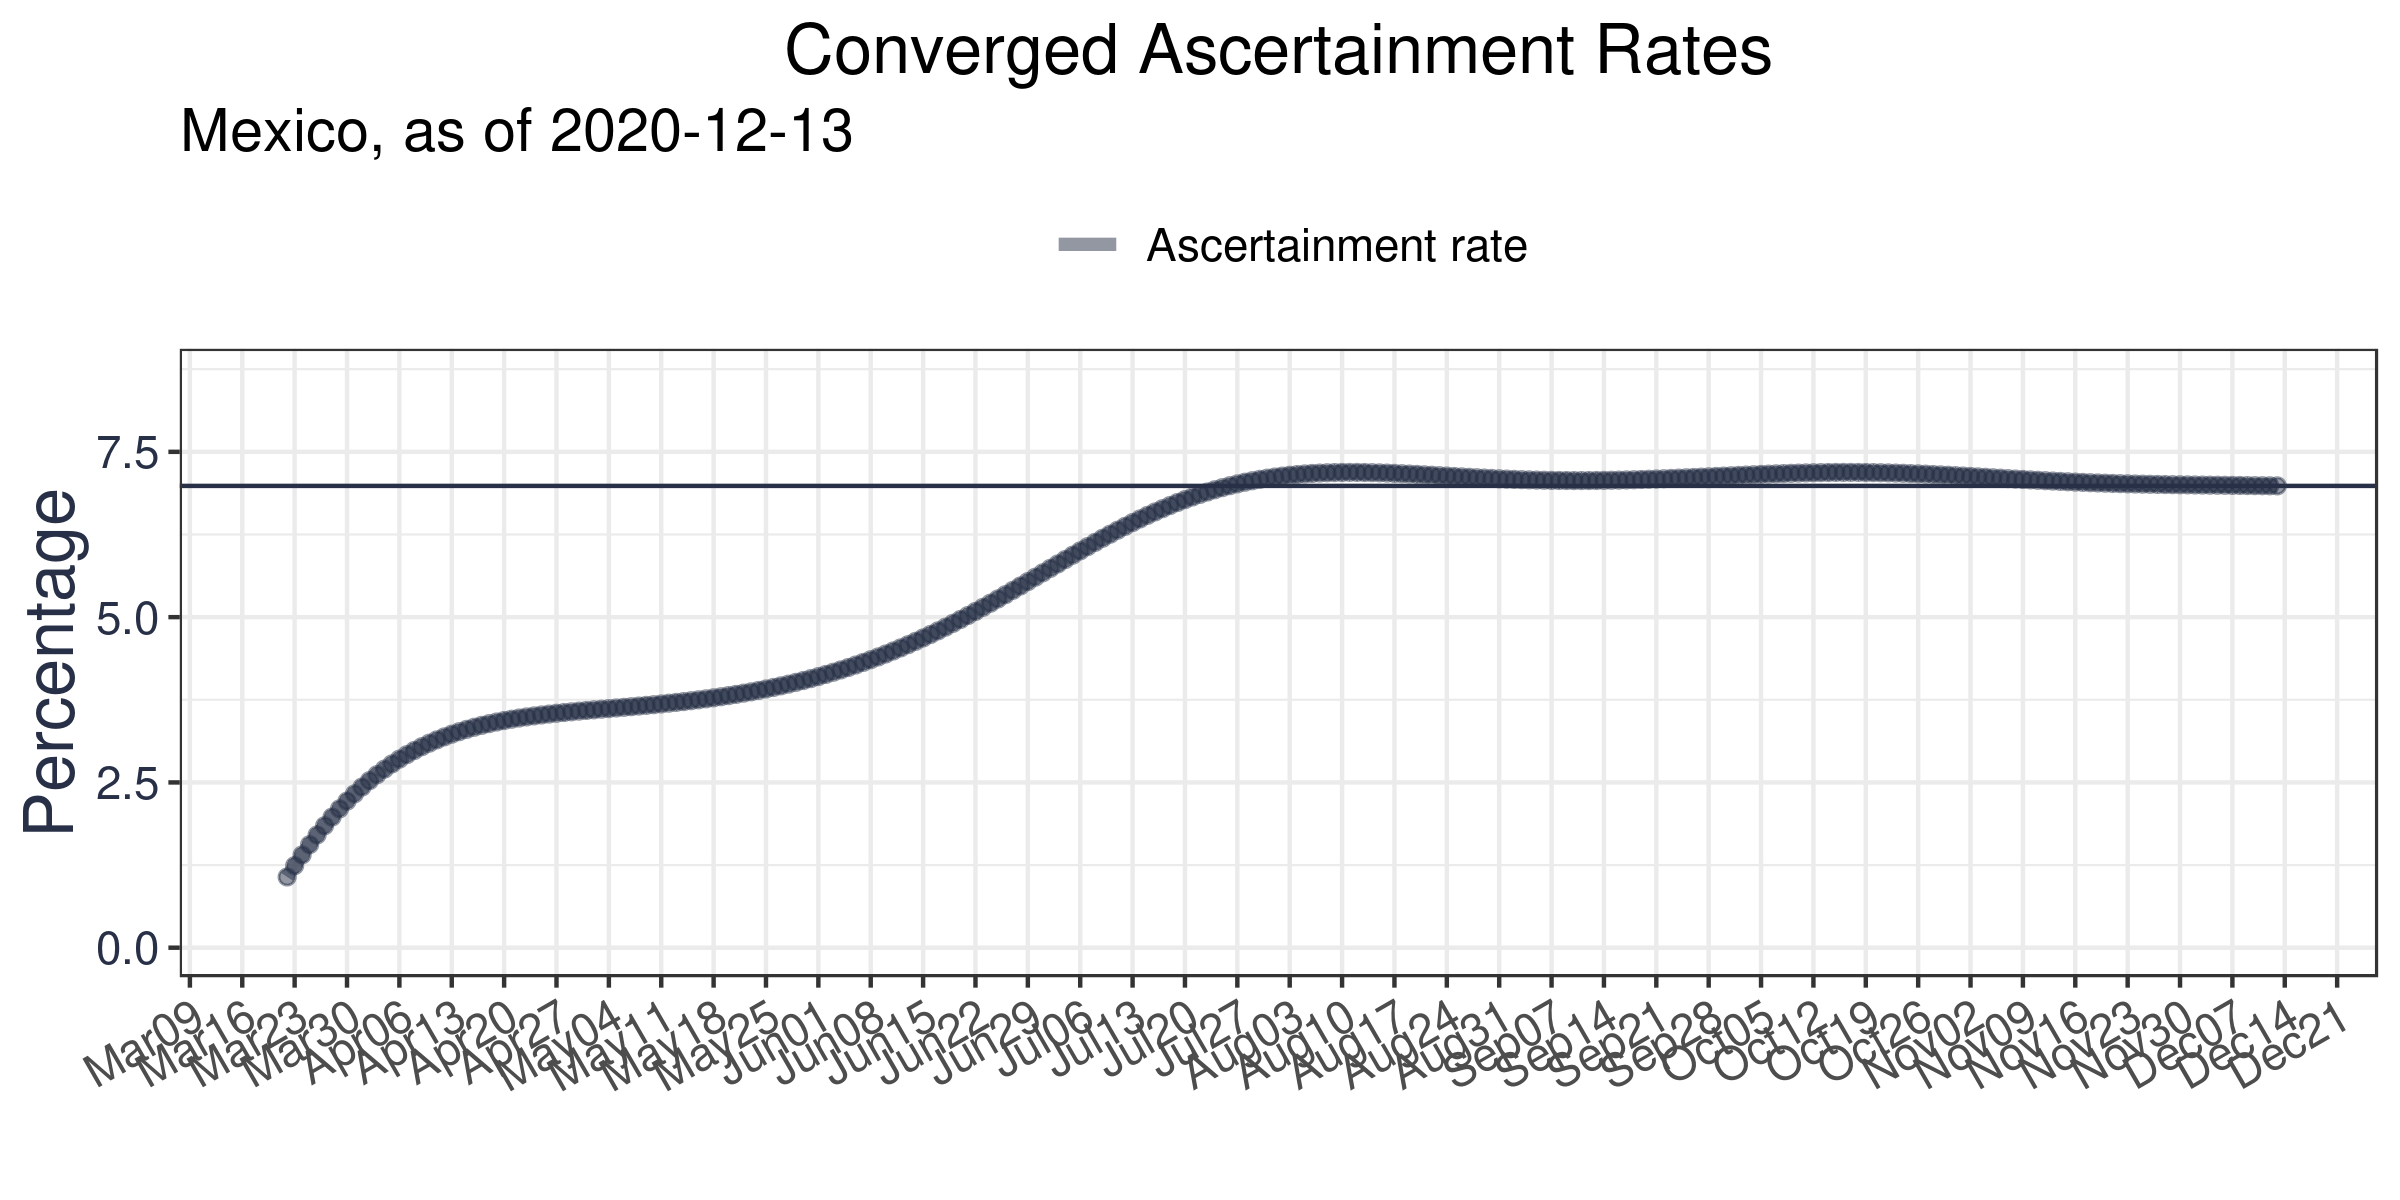 Converged Ascertainment Rates
Mexico, as of 2020-12-13
Ascertainment rate
Percentage
7.5
5.0
2.5
0.0
Mar09
Mar16
Mar23
Mar30
Apr06
Apr13
Apr20
Apr27
May04
May11
May18
May25
Jun01
Jun08
Jun15
Jun22
Jun29
Jul06
Jul13
Jul20
Jul27
Aug03
Aug10
Aug17
Aug24
Aug31
Sep07
Sep14
Sep21
Sep28
Oct05
Oct12
Oct19
Oct26
Nov02
Nov09
Nov16
Nov23
Nov30
Dec07
Dec14
Dec21